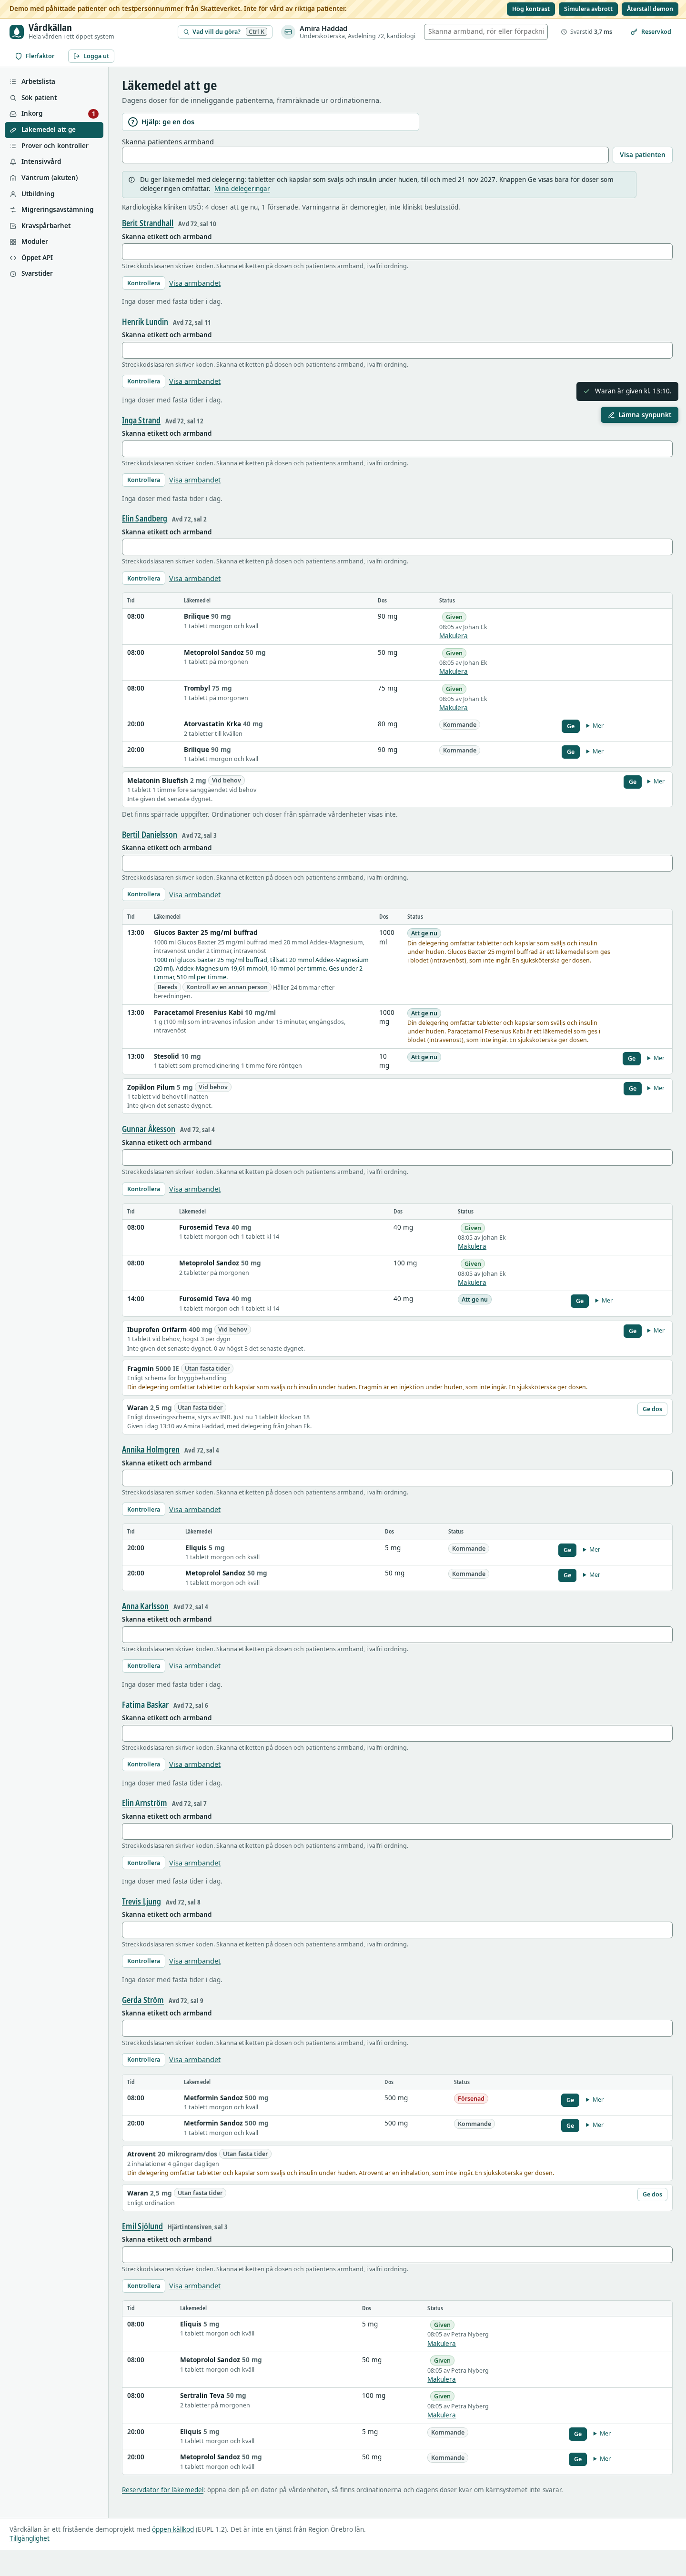 Demo med påhittade patienter och testpersonnummer från Skatteverket. Inte för vård av riktiga patienter.
Hög kontrast
Simulera avbrott
Återställ demon
Vårdkällan
Hela vården i ett öppet system
Vad vill du göra? Ctrl K
Amira Haddad
Undersköterska, Avdelning 72, kardiologi
Skanna armband, rör eller förpackni
Svarstid 3,7 ms
Reservkod
Flerfaktor
Logga ut
Arbetslista
Sök patient
Inkorg 1
Läkemedel att ge
Prover och kontroller
Intensivvård
Väntrum (akuten)
Utbildning
Migreringsavstämning
Kravspårbarhet
Moduler
Öppet API
Svarstider
Läkemedel att ge
Dagens doser för de inneliggande patienterna, framräknade ur ordinationerna.
? Hjälp: ge en dos
Skanna patientens armband
Visa patienten
Du ger läkemedel med delegering: tabletter och kapslar som sväljs och insulin under huden, till och med 21 nov 2027. Knappen Ge visas bara för doser som
delegeringen omfattar. Mina delegeringar
Kardiologiska kliniken USÖ: 4 doser att ge nu, 1 försenade. Varningarna är demoregler, inte kliniskt beslutsstöd.
Berit Strandhall Avd 72, sal 10
Skanna etikett och armband
Streckkodsläsaren skriver koden. Skanna etiketten på dosen och patientens armband, i valfri ordning.
Kontrollera Visa armbandet
Inga doser med fasta tider i dag.
Henrik Lundin Avd 72, sal 11
Skanna etikett och armband
Streckkodsläsaren skriver koden. Skanna etiketten på dosen och patientens armband, i valfri ordning.
Kontrollera Visa armbandet
Inga doser med fasta tider i dag.
Waran är given kl. 13:10.
Lämna synpunkt
Inga Strand Avd 72, sal 12
Skanna etikett och armband
Streckkodsläsaren skriver koden. Skanna etiketten på dosen och patientens armband, i valfri ordning.
Kontrollera Visa armbandet
Inga doser med fasta tider i dag.
Elin Sandberg Avd 72, sal 2
Skanna etikett och armband
Streckkodsläsaren skriver koden. Skanna etiketten på dosen och patientens armband, i valfri ordning.
Kontrollera Visa armbandet
Tid Läkemedel Dos Status
08:00 Brilique 90 mg 90 mg Given
1 tablett morgon och kväll 08:05 av Johan Ek
Makulera
08:00 Metoprolol Sandoz 50 mg 50 mg Given
1 tablett på morgonen 08:05 av Johan Ek
Makulera
08:00 Trombyl 75 mg 75 mg Given
1 tablett på morgonen 08:05 av Johan Ek
Makulera
20:00 Atorvastatin Krka 40 mg 80 mg Kommande Ge Mer
2 tabletter till kvällen
20:00 Brilique 90 mg 90 mg Kommande Ge Mer
1 tablett morgon och kväll
Melatonin Bluefish 2 mg Vid behov Ge Mer
1 tablett 1 timme före sänggåendet vid behov
Inte given det senaste dygnet.
Det finns spärrade uppgifter. Ordinationer och doser från spärrade vårdenheter visas inte.
Bertil Danielsson Avd 72, sal 3
Skanna etikett och armband
Streckkodsläsaren skriver koden. Skanna etiketten på dosen och patientens armband, i valfri ordning.
Kontrollera Visa armbandet
Tid Läkemedel Dos Status
13:00 Glucos Baxter 25 mg/ml buffrad 1000 ml Att ge nu
1000 ml Glucos Baxter 25 mg/ml buffrad med 20 mmol Addex-Magnesium,
intravenöst under 2 timmar, intravenöst
1000 ml glucos baxter 25 mg/ml buffrad, tillsätt 20 mmol Addex-Magnesium
(20 ml). Addex-Magnesium 19,61 mmol/l, 10 mmol per timme. Ges under 2
timmar, 510 ml per timme.
Bereds Kontroll av en annan person Håller 24 timmar efter
beredningen.
Din delegering omfattar tabletter och kapslar som sväljs och insulin
under huden. Glucos Baxter 25 mg/ml buffrad är ett läkemedel som ges
i blodet (intravenöst), som inte ingår. En sjuksköterska ger dosen.
13:00 Paracetamol Fresenius Kabi 10 mg/ml 1000 mg Att ge nu
1 g (100 ml) som intravenös infusion under 15 minuter, engångsdos,
intravenöst
Din delegering omfattar tabletter och kapslar som sväljs och insulin
under huden. Paracetamol Fresenius Kabi är ett läkemedel som ges i
blodet (intravenöst), som inte ingår. En sjuksköterska ger dosen.
13:00 Stesolid 10 mg 10 mg Att ge nu Ge Mer
1 tablett som premedicinering 1 timme före röntgen
Zopiklon Pilum 5 mg Vid behov Ge Mer
1 tablett vid behov till natten
Inte given det senaste dygnet.
Gunnar Åkesson Avd 72, sal 4
Skanna etikett och armband
Streckkodsläsaren skriver koden. Skanna etiketten på dosen och patientens armband, i valfri ordning.
Kontrollera Visa armbandet
Tid Läkemedel Dos Status
08:00 Furosemid Teva 40 mg 40 mg Given
1 tablett morgon och 1 tablett kl 14 08:05 av Johan Ek
Makulera
08:00 Metoprolol Sandoz 50 mg 100 mg Given
2 tabletter på morgonen 08:05 av Johan Ek
Makulera
14:00 Furosemid Teva 40 mg 40 mg Att ge nu Ge Mer
1 tablett morgon och 1 tablett kl 14
Ibuprofen Orifarm 400 mg Vid behov Ge Mer
1 tablett vid behov, högst 3 per dygn
Inte given det senaste dygnet. 0 av högst 3 det senaste dygnet.
Fragmin 5000 IE Utan fasta tider
Enligt schema för bryggbehandling
Din delegering omfattar tabletter och kapslar som sväljs och insulin under huden. Fragmin är en injektion under huden, som inte ingår. En sjuksköterska ger dosen.
Waran 2,5 mg Utan fasta tider Ge dos
Enligt doseringsschema, styrs av INR. Just nu 1 tablett klockan 18
Given i dag 13:10 av Amira Haddad, med delegering från Johan Ek.
Annika Holmgren Avd 72, sal 4
Skanna etikett och armband
Streckkodsläsaren skriver koden. Skanna etiketten på dosen och patientens armband, i valfri ordning.
Kontrollera Visa armbandet
Tid Läkemedel Dos Status
20:00 Eliquis 5 mg 5 mg Kommande Ge Mer
1 tablett morgon och kväll
20:00 Metoprolol Sandoz 50 mg 50 mg Kommande Ge Mer
1 tablett morgon och kväll
Anna Karlsson Avd 72, sal 4
Skanna etikett och armband
Streckkodsläsaren skriver koden. Skanna etiketten på dosen och patientens armband, i valfri ordning.
Kontrollera Visa armbandet
Inga doser med fasta tider i dag.
Fatima Baskar Avd 72, sal 6
Skanna etikett och armband
Streckkodsläsaren skriver koden. Skanna etiketten på dosen och patientens armband, i valfri ordning.
Kontrollera Visa armbandet
Inga doser med fasta tider i dag.
Elin Arnström Avd 72, sal 7
Skanna etikett och armband
Streckkodsläsaren skriver koden. Skanna etiketten på dosen och patientens armband, i valfri ordning.
Kontrollera Visa armbandet
Inga doser med fasta tider i dag.
Trevis Ljung Avd 72, sal 8
Skanna etikett och armband
Streckkodsläsaren skriver koden. Skanna etiketten på dosen och patientens armband, i valfri ordning.
Kontrollera Visa armbandet
Inga doser med fasta tider i dag.
Gerda Ström Avd 72, sal 9
Skanna etikett och armband
Streckkodsläsaren skriver koden. Skanna etiketten på dosen och patientens armband, i valfri ordning.
Kontrollera Visa armbandet
Tid Läkemedel Dos Status
08:00 Metformin Sandoz 500 mg 500 mg Försenad Ge Mer
1 tablett morgon och kväll
20:00 Metformin Sandoz 500 mg 500 mg Kommande Ge Mer
1 tablett morgon och kväll
Atrovent 20 mikrogram/dos Utan fasta tider
2 inhalationer 4 gånger dagligen
Din delegering omfattar tabletter och kapslar som sväljs och insulin under huden. Atrovent är en inhalation, som inte ingår. En sjuksköterska ger dosen.
Waran 2,5 mg Utan fasta tider Ge dos
Enligt ordination
Emil Sjölund Hjärtintensiven, sal 3
Skanna etikett och armband
Streckkodsläsaren skriver koden. Skanna etiketten på dosen och patientens armband, i valfri ordning.
Kontrollera Visa armbandet
Tid Läkemedel Dos Status
08:00 Eliquis 5 mg 5 mg Given
1 tablett morgon och kväll 08:05 av Petra Nyberg
Makulera
08:00 Metoprolol Sandoz 50 mg 50 mg Given
1 tablett morgon och kväll 08:05 av Petra Nyberg
Makulera
08:00 Sertralin Teva 50 mg 100 mg Given
2 tabletter på morgonen 08:05 av Petra Nyberg
Makulera
20:00 Eliquis 5 mg 5 mg Kommande Ge Mer
1 tablett morgon och kväll
20:00 Metoprolol Sandoz 50 mg 50 mg Kommande Ge Mer
1 tablett morgon och kväll
Reservdator för läkemedel: öppna den på en dator på vårdenheten, så finns ordinationerna och dagens doser kvar om kärnsystemet inte svarar.
Vårdkällan är ett fristående demoprojekt med öppen källkod (EUPL 1.2). Det är inte en tjänst från Region Örebro län.
Tillgänglighet